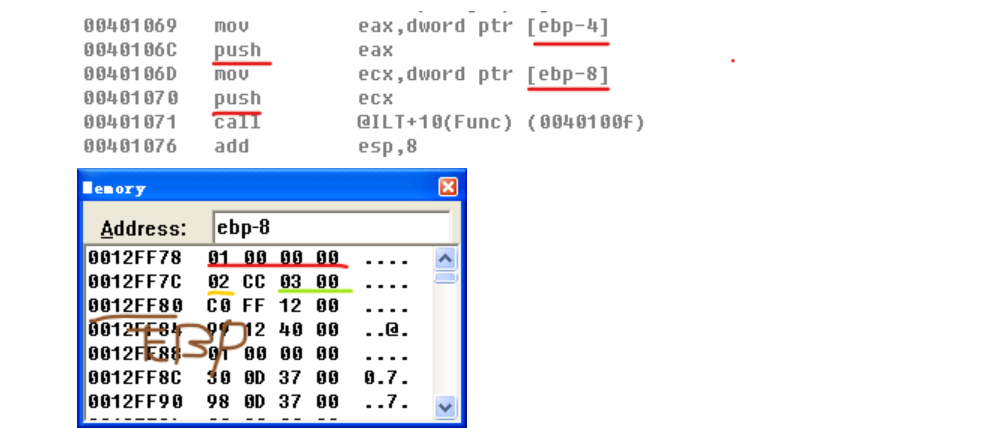 00401069 mov eax,dword ptr [ebp-4]
0040106C push eax
0040106D mov ecx,dword ptr [ebp-8]
00401070 push ecx
00401071 call @ILT+10(Func) (0040100f)
00401076 add esp,8
Memory
Address: ebp-8
0012FF78 01 00 00 00 ....
0012FF7C 02 CC 03 00 ....
0012FF80 C0 FF 12 00 ....
0012FF84 99 12 40 00 ..@.
EBP
0012FF88 01 00 00 00 ....
0012FF8C 30 0D 37 00 0.7.
0012FF90 98 0D 37 00 ..7.